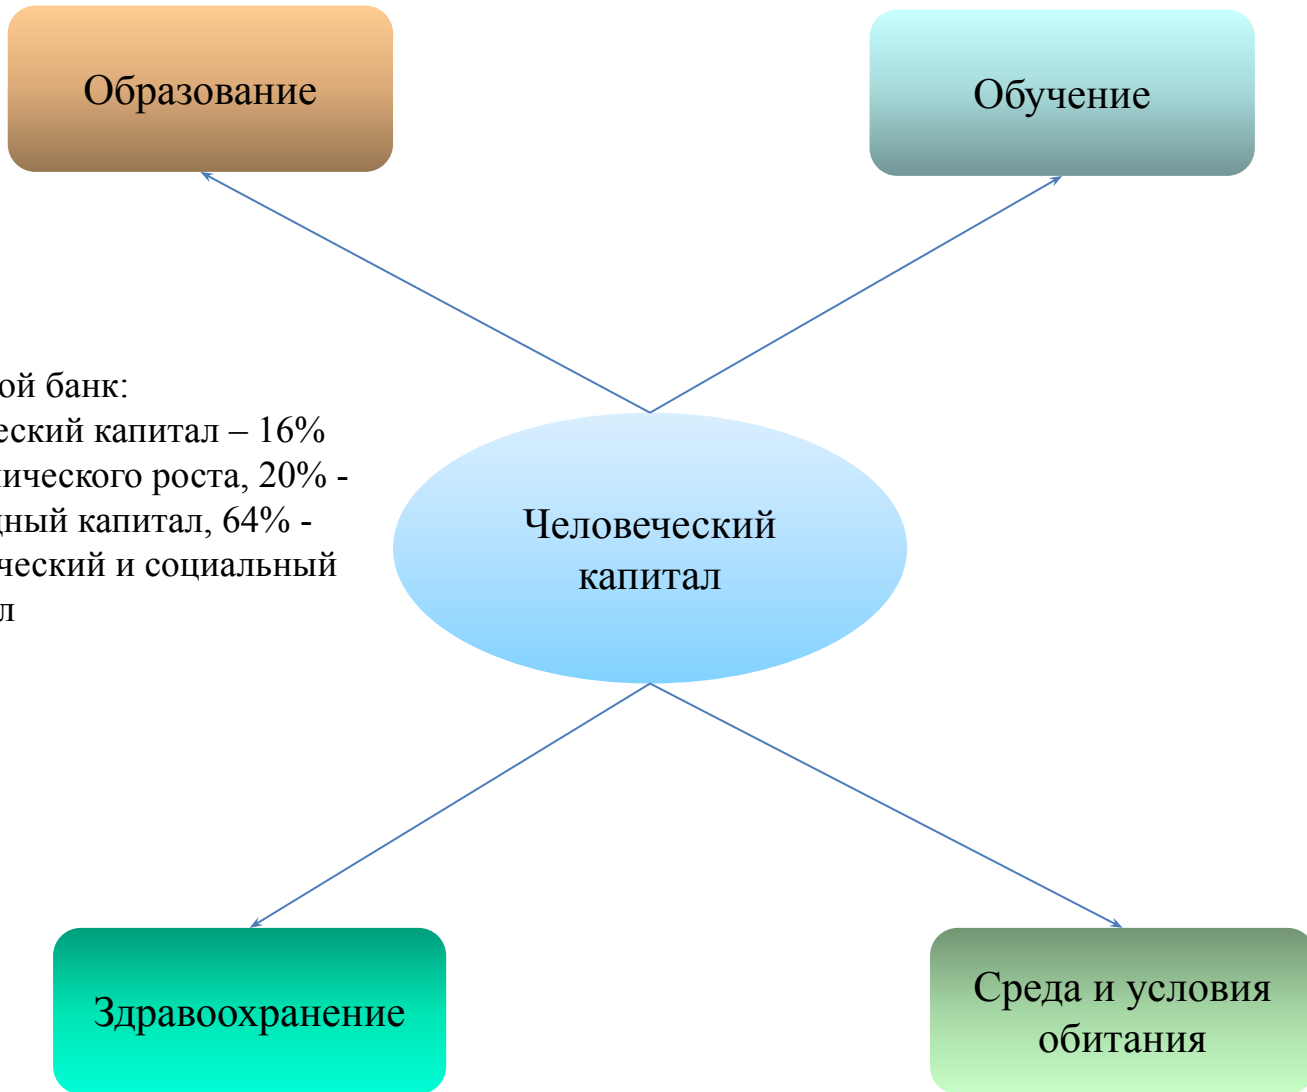 Образование
Обучение
ой банк:
еский капитал – 16%
ического роста, 20% -
ный капитал, 64% -
ческий и социальный
л
Человеческий
капитал
Здравоохранение
Среда и условия
обитания